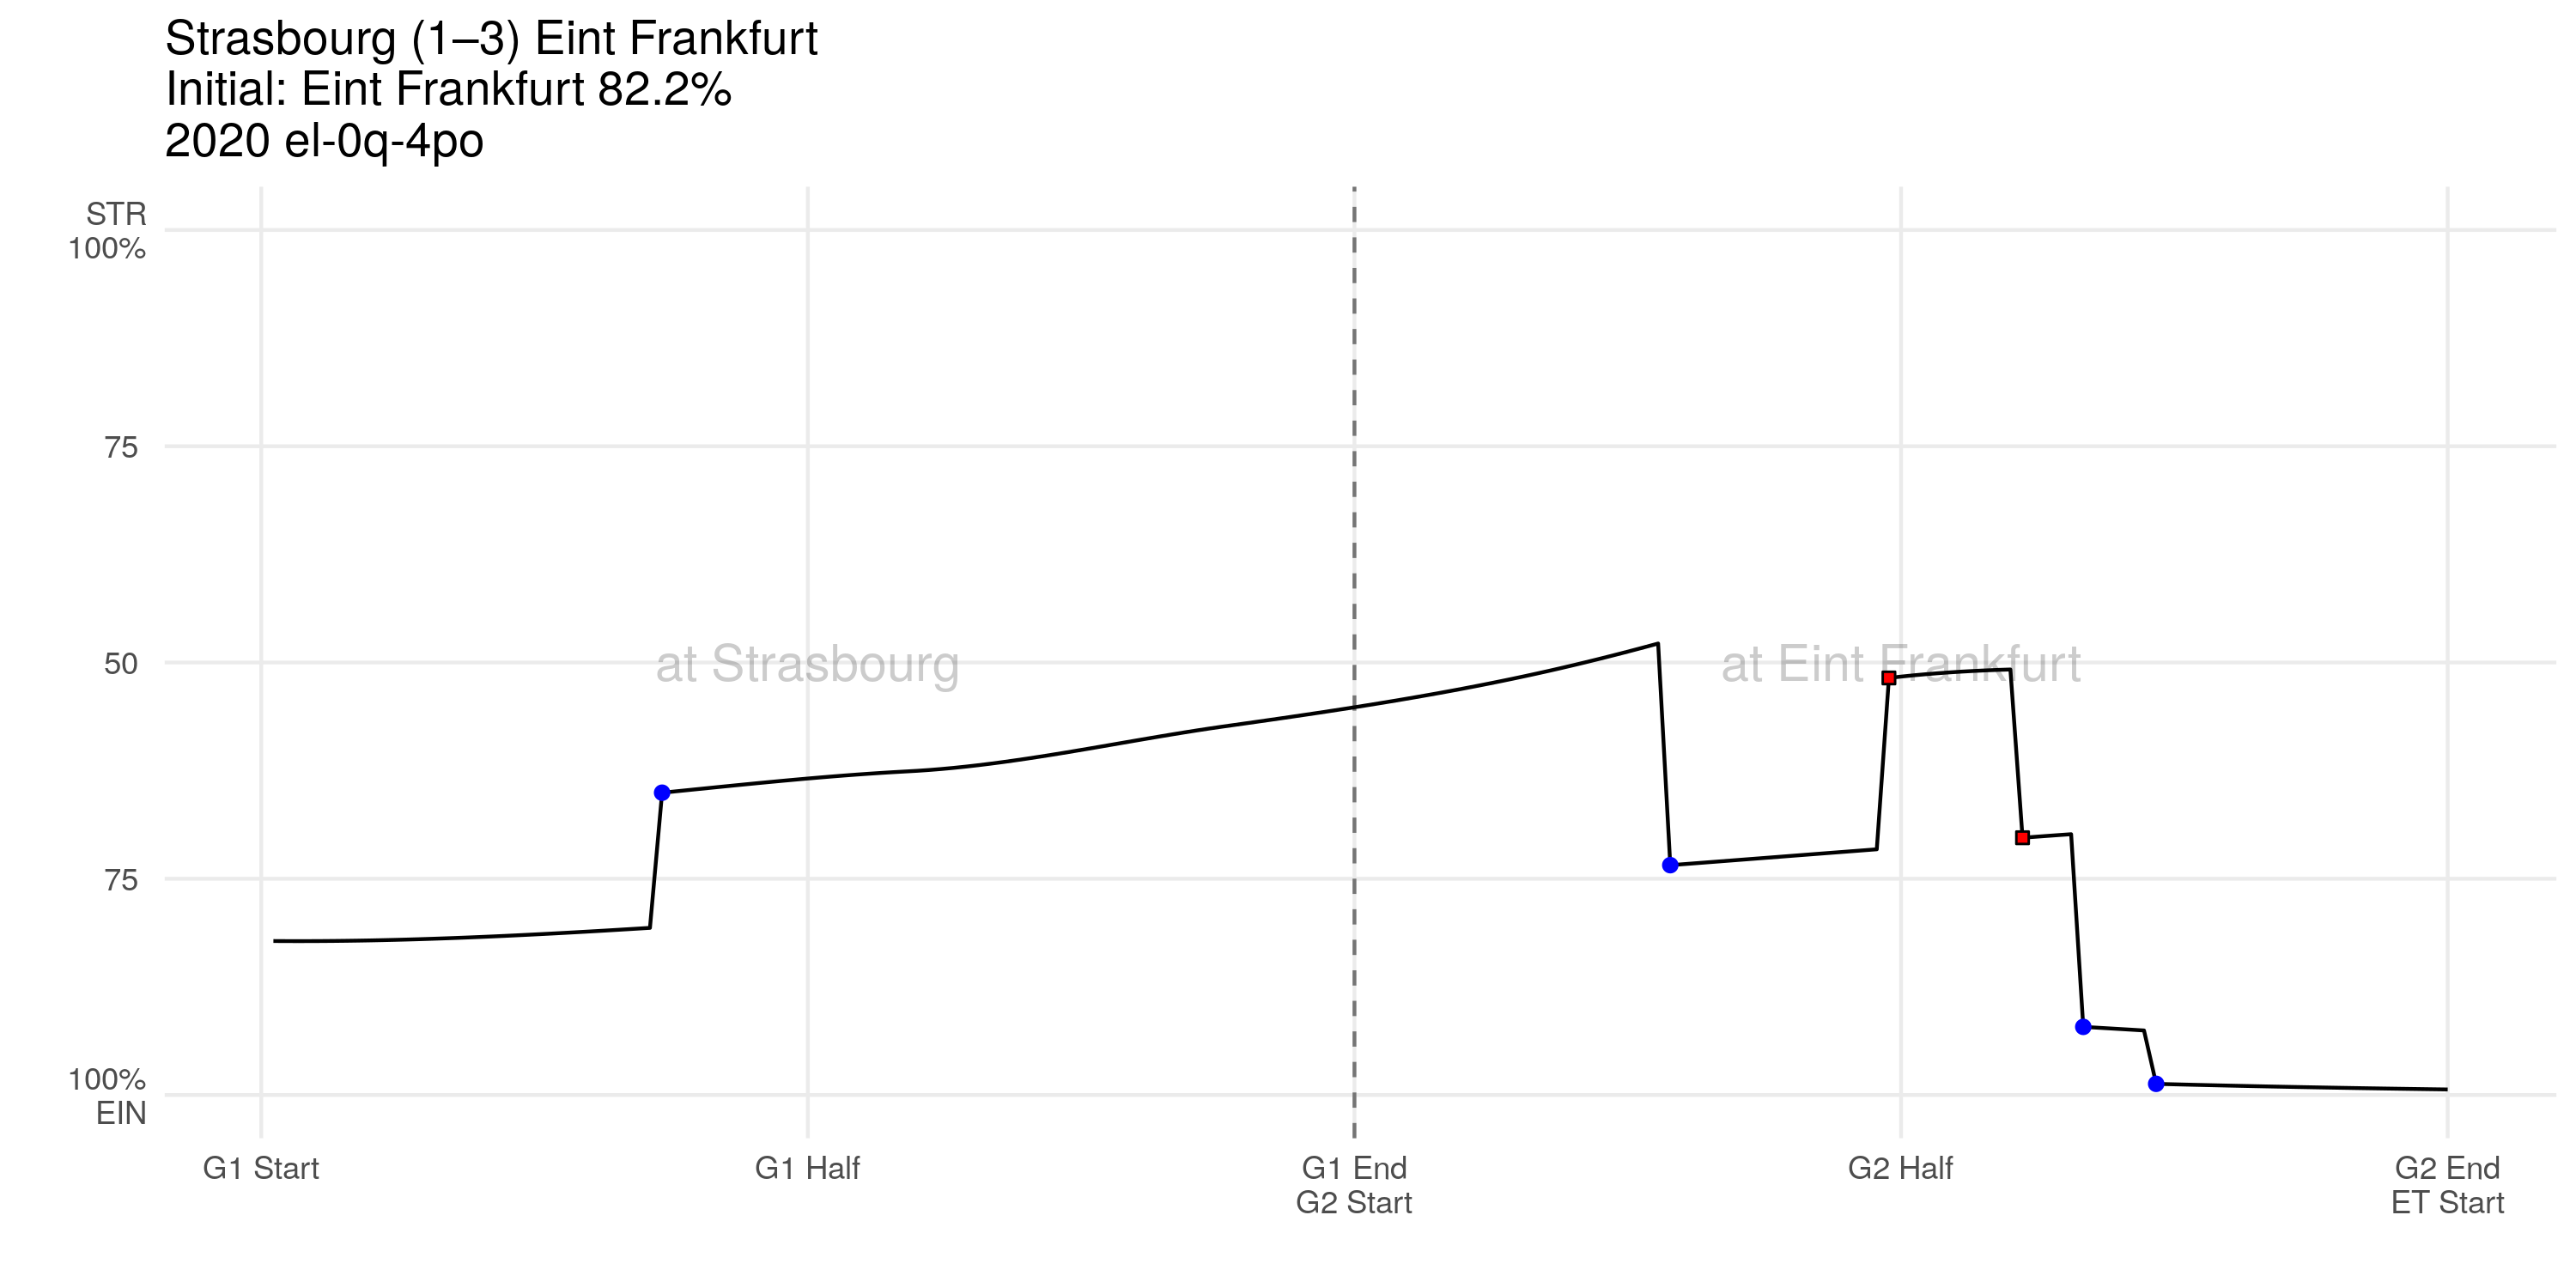 Strasbourg (1–3) Eint Frankfurt
Initial: Eint Frankfurt 82.2%
2020 el-0q-4po
STR
100%
75
50
75
100%
EIN
at Strasbourg
at Eint Frankfurt
G1 Start
G1 Half
G1 End
G2 Start
G2 Half
G2 End
ET Start